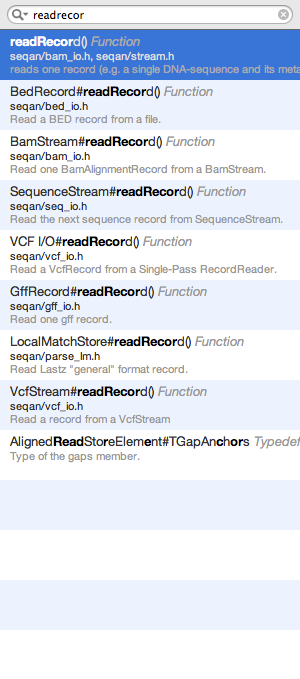 readrecor
readRecord() Function
seqan/bam_io.h, seqan/stream.h
reads one record (e.g. a single DNA-sequence and its meta
BedRecord#readRecord() Function
seqan/bed_io.h
Read a BED record from a file.
BamStream#readRecord() Function
seqan/bam_io.h
Read one BamAlignmentRecord from a BamStream.
SequenceStream#readRecord() Function
seqan/seq_io.h
Read the next sequence record from SequenceStream.
VCF I/O#readRecord() Function
seqan/vcf_io.h
Read a VcfRecord from a Single-Pass RecordReader.
GffRecord#readRecord() Function
seqan/gff_io.h
Read one gff record.
LocalMatchStore#readRecord() Function
seqan/parse_lm.h
Read Lastz "general" format record.
VcfStream#readRecord() Function
seqan/vcf_io.h
Read a record from a VcfStream
AlignedReadStoreElement#TGapAnchors Typedef
Type of the gaps member.